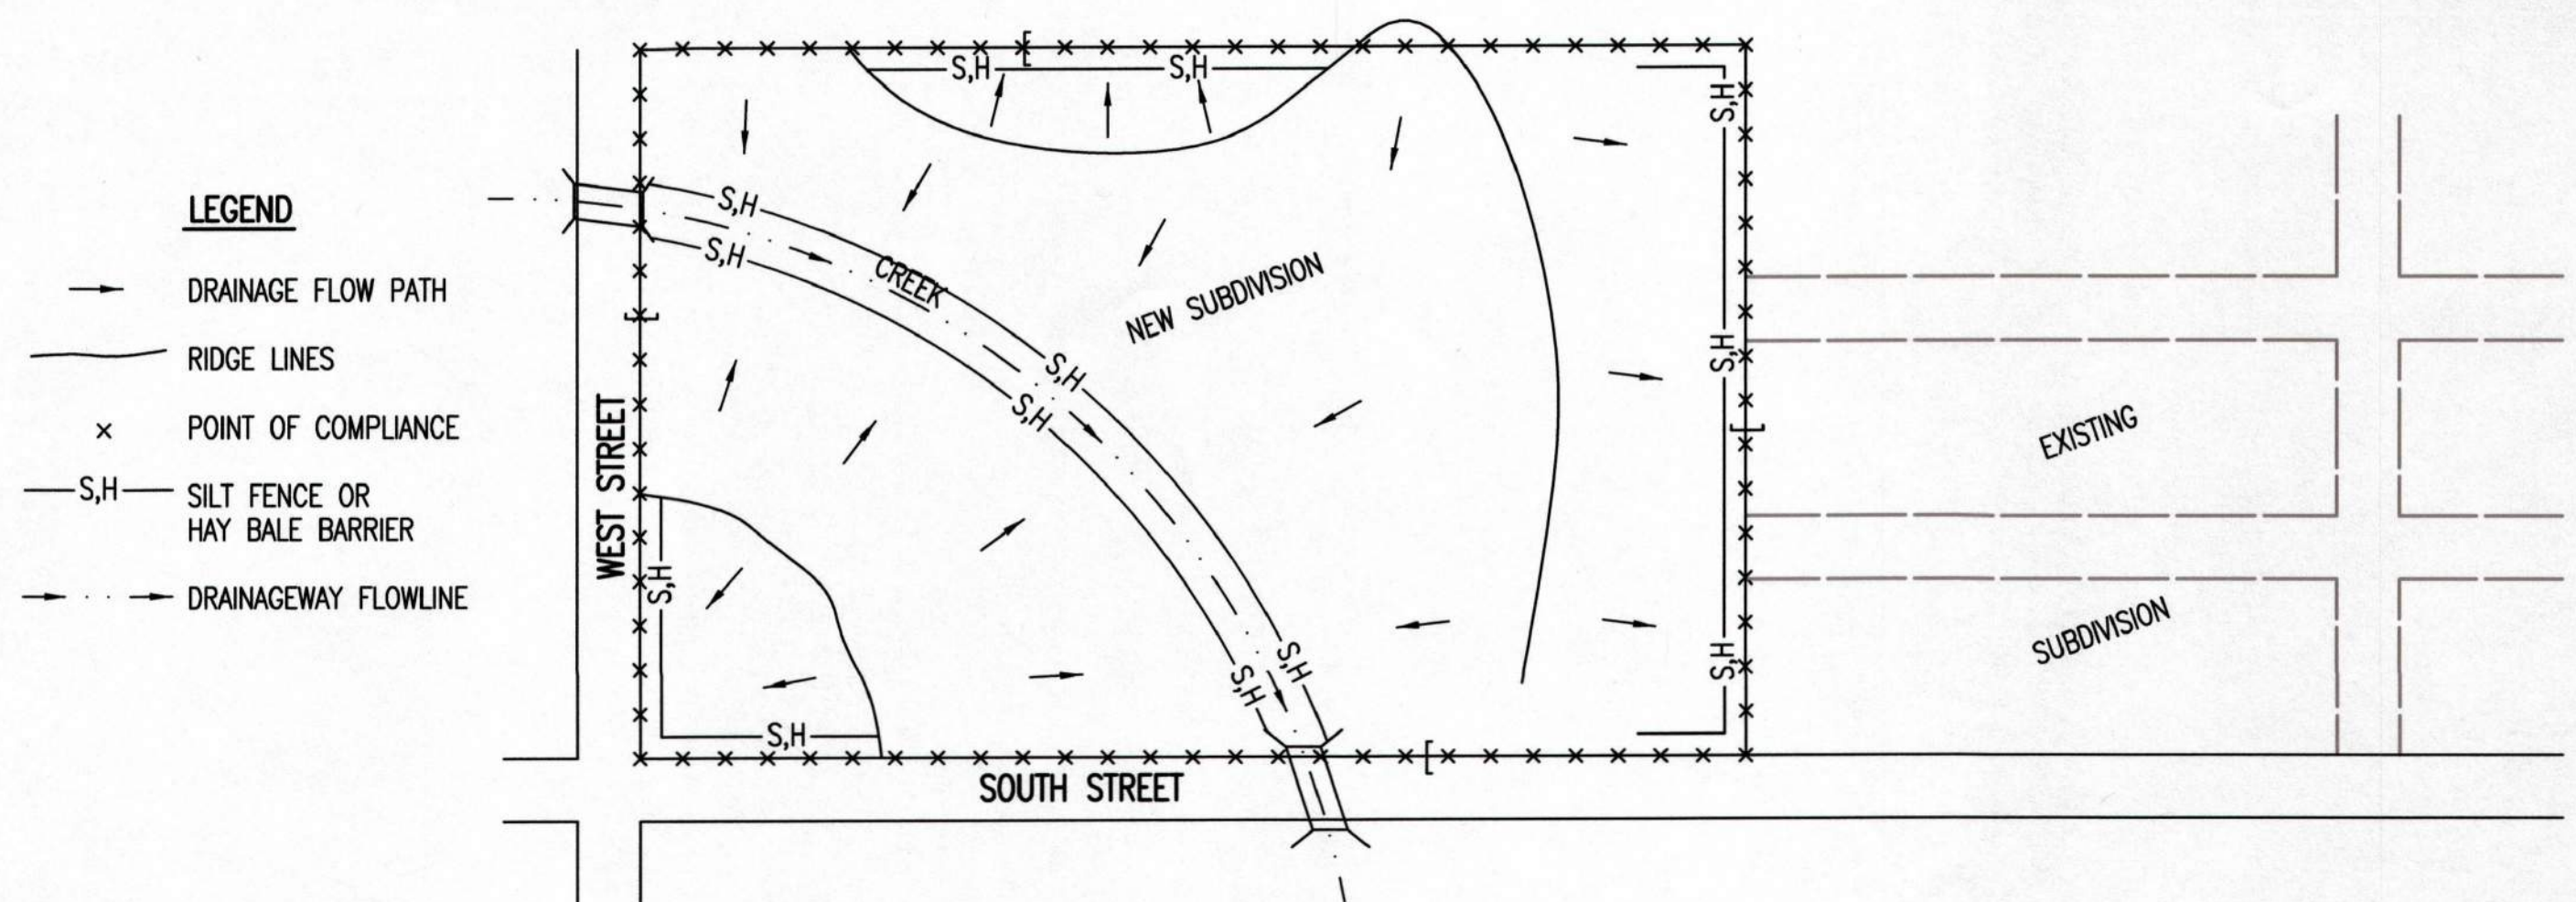 LEGEND
DRAINAGE FLOW PATH
RIDGE LINES
× POINT OF COMPLIANCE
S,H SILT FENCE OR
HAY BALE BARRIER
DRAINAGEWAY FLOWLINE
S,H
S,H
S,H
S,H
CREEK
S,H
S,H
S,H
S,H
NEW SUBDIVISION
S,H
S,H
S,H
WEST STREET
S,H
S,H
SOUTH STREET
EXISTING
SUBDIVISION